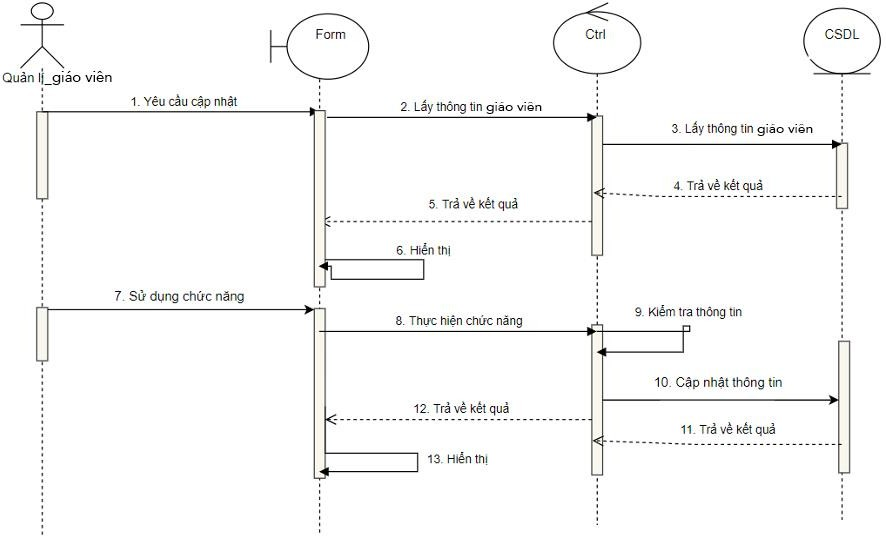 Form
Ctrl
CSDL
Quản lí_giáo viên
1. Yêu cầu cập nhât
2. Lấy thông tin giáo viên
3. Lấy thông tin giáo viên
4. Trả về kết quả
5. Trả về kết quả
6. Hiển thị
7. Sử dụng chức năng
8. Thực hiện chức năng
9. Kiểm tra thông tin
10. Cập nhât thông tin
11. Trả về kết quả
12. Trả về kết quả
13. Hiển thị